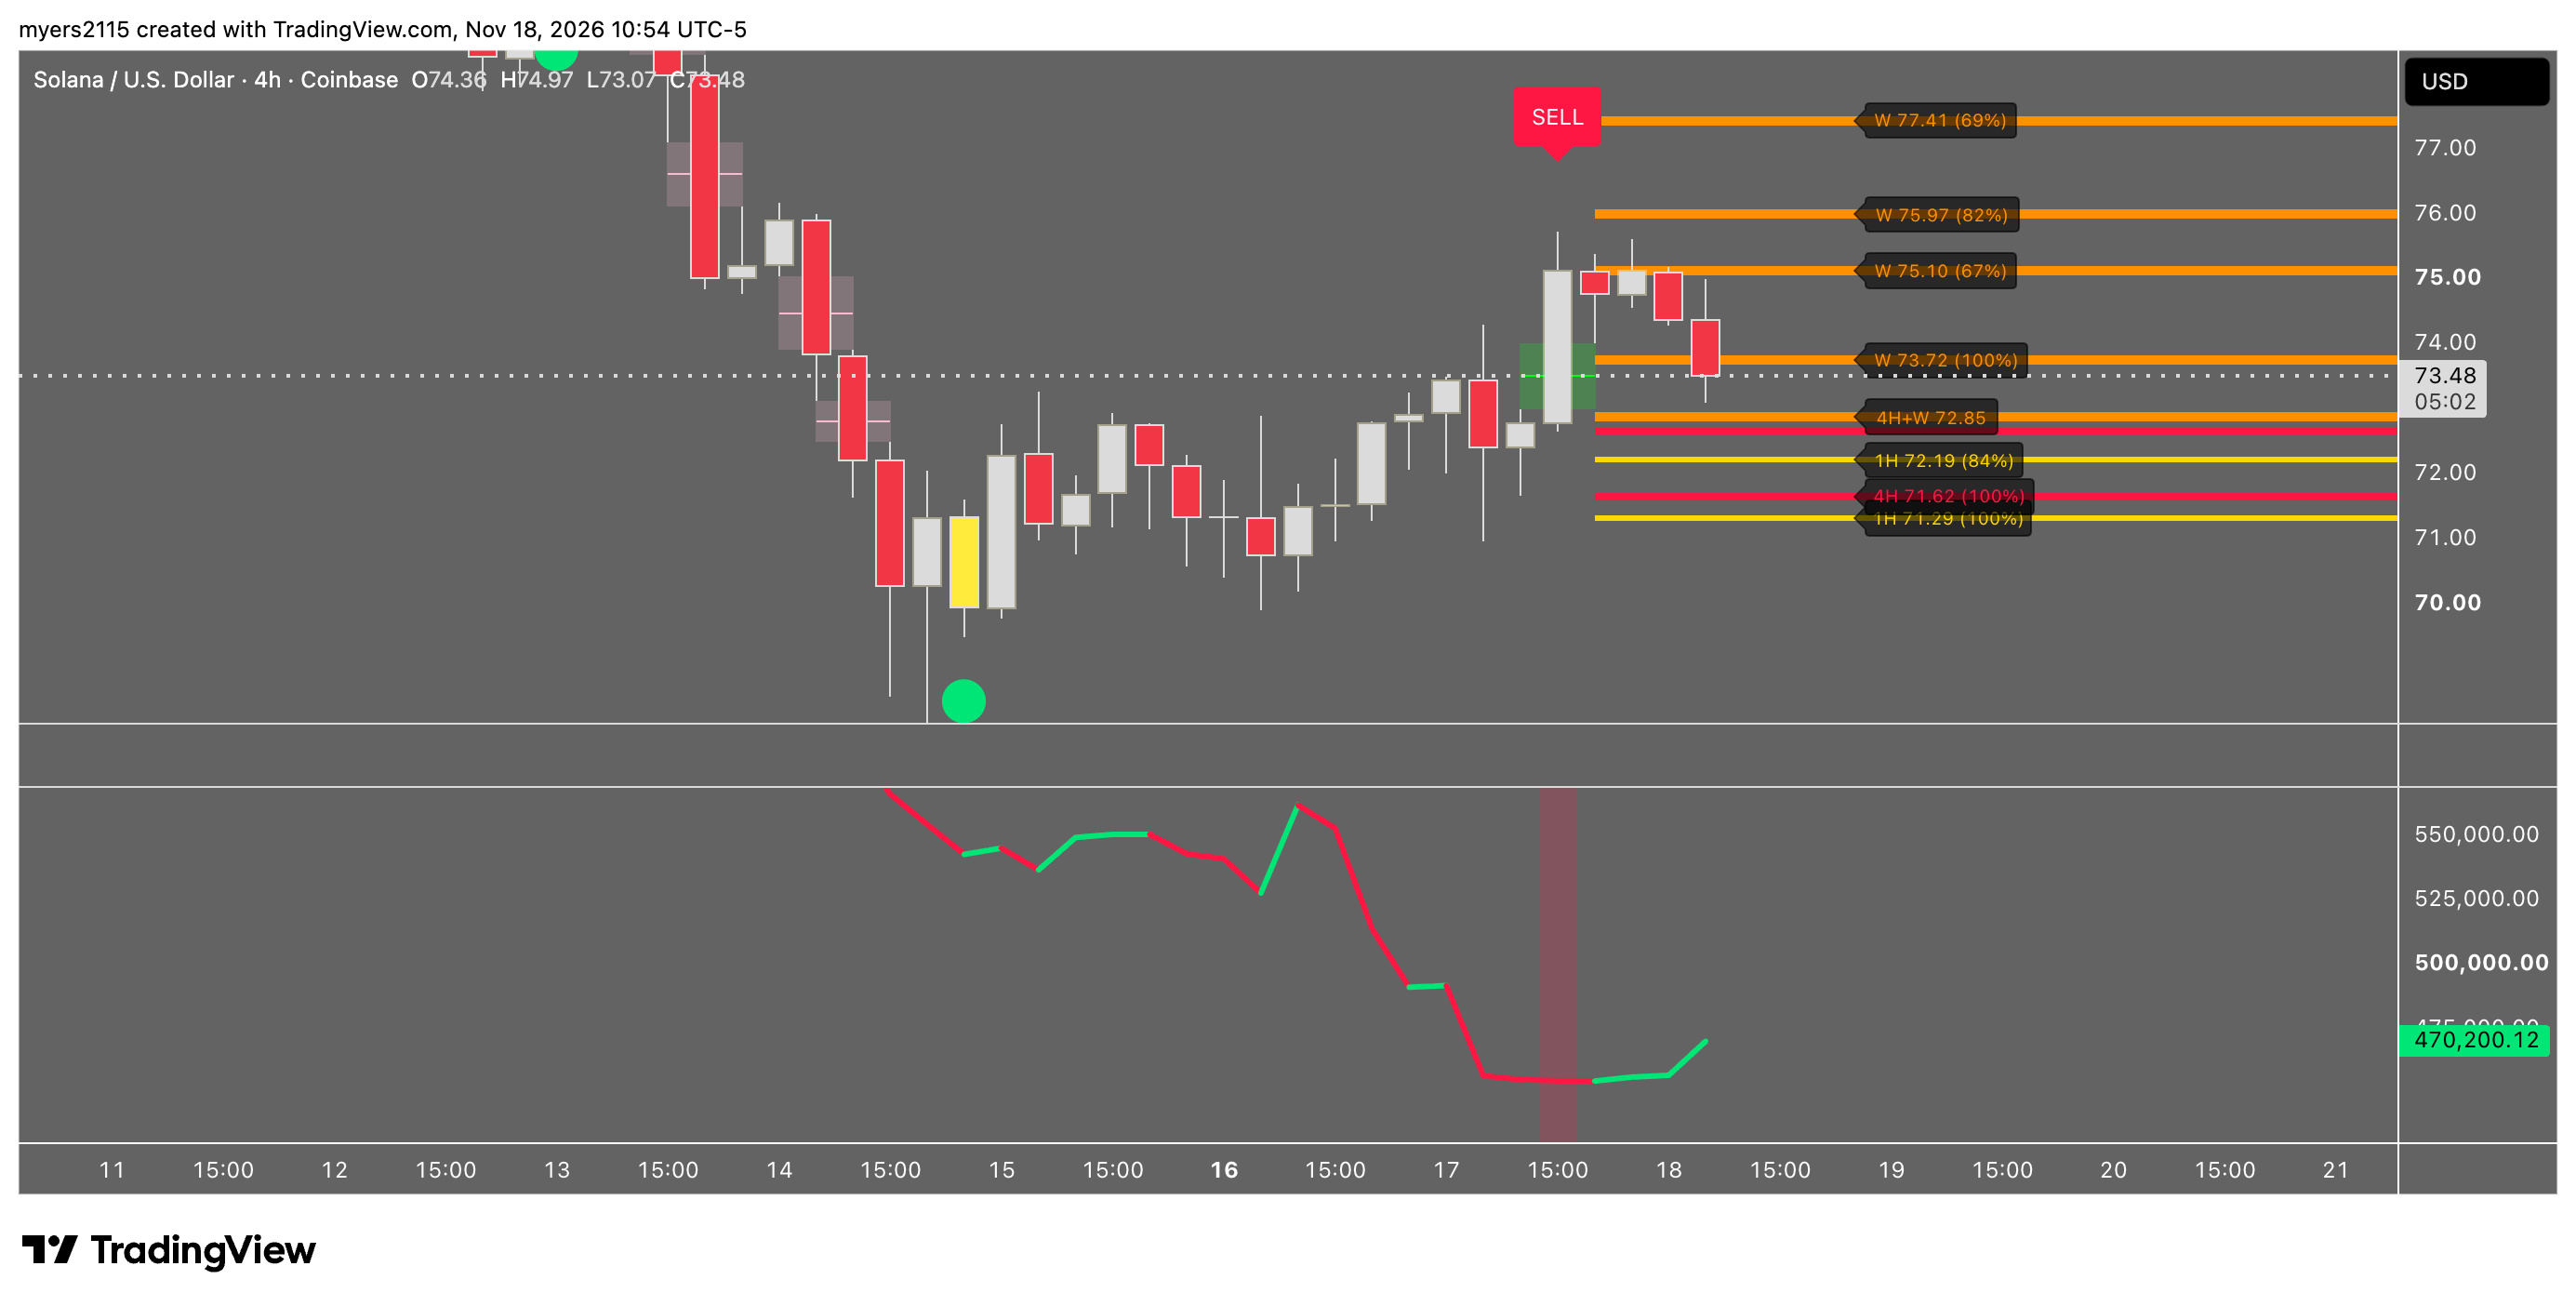 myers2115 created with TradingView.com, Nov 18, 2026 10:54 UTC-5
Solana / U.S. Dollar · 4h · Coinbase O74.36 H74.97 L73.07 C73.48
USD
SELL
W 77.41 (69%)
77.00
W 75.97 (82%)
76.00
W 75.10 (67%)
75.00
74.00
W 73.72 (100%)
73.48
05:02
4H+W 72.85
1H 72.19 (84%)
72.00
4H 71.62 (100%)
1H 71.29 (100%)
71.00
70.00
550,000.00
525,000.00
500,000.00
470,200.12
11 15:00 12 15:00 13 15:00 14 15:00 15 15:00 16 15:00 17 15:00 18 15:00 19 15:00 20 15:00 21
TradingView